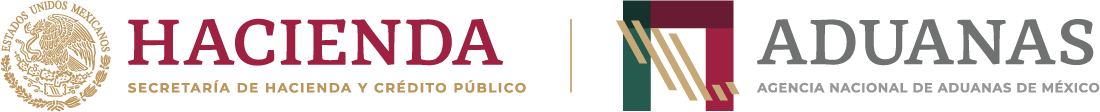 ESTADOS UNIDOS MEXICANOS
HACIENDA
SECRETARÍA DE HACIENDA Y CRÉDITO PÚBLICO
ADUANAS
AGENCIA NACIONAL DE ADUANAS DE MÉXICO